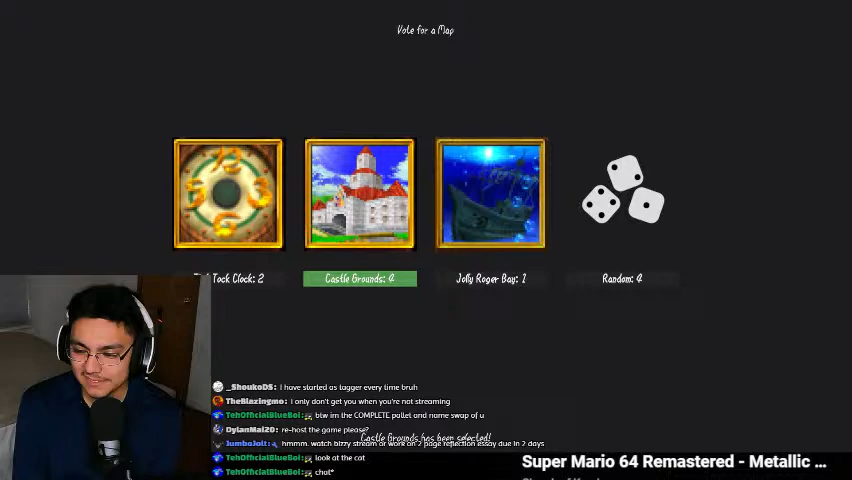 Vote for a Map
Tock Clock: 2
Castle Grounds: 4
Jolly Roger Bay: 1
Random: 4
_ShoukoDS: I have started as tagger every time bruh
TheBlazingmo: I only don't get you when you're not streaming
TehOfficialBlueBoi: btw im the COMPLETE pallet and name swap of u
DylanMai20: re-host the game please?
Castle Grounds has been selected!
JumboJolt: hmmm. watch bizzy stream or work on 2 page reflection essay due in 2 days
TehOfficialBlueBoi: look at the cat
TehOfficialBlueBoi: chat*
Super Mario 64 Remastered - Metallic ...